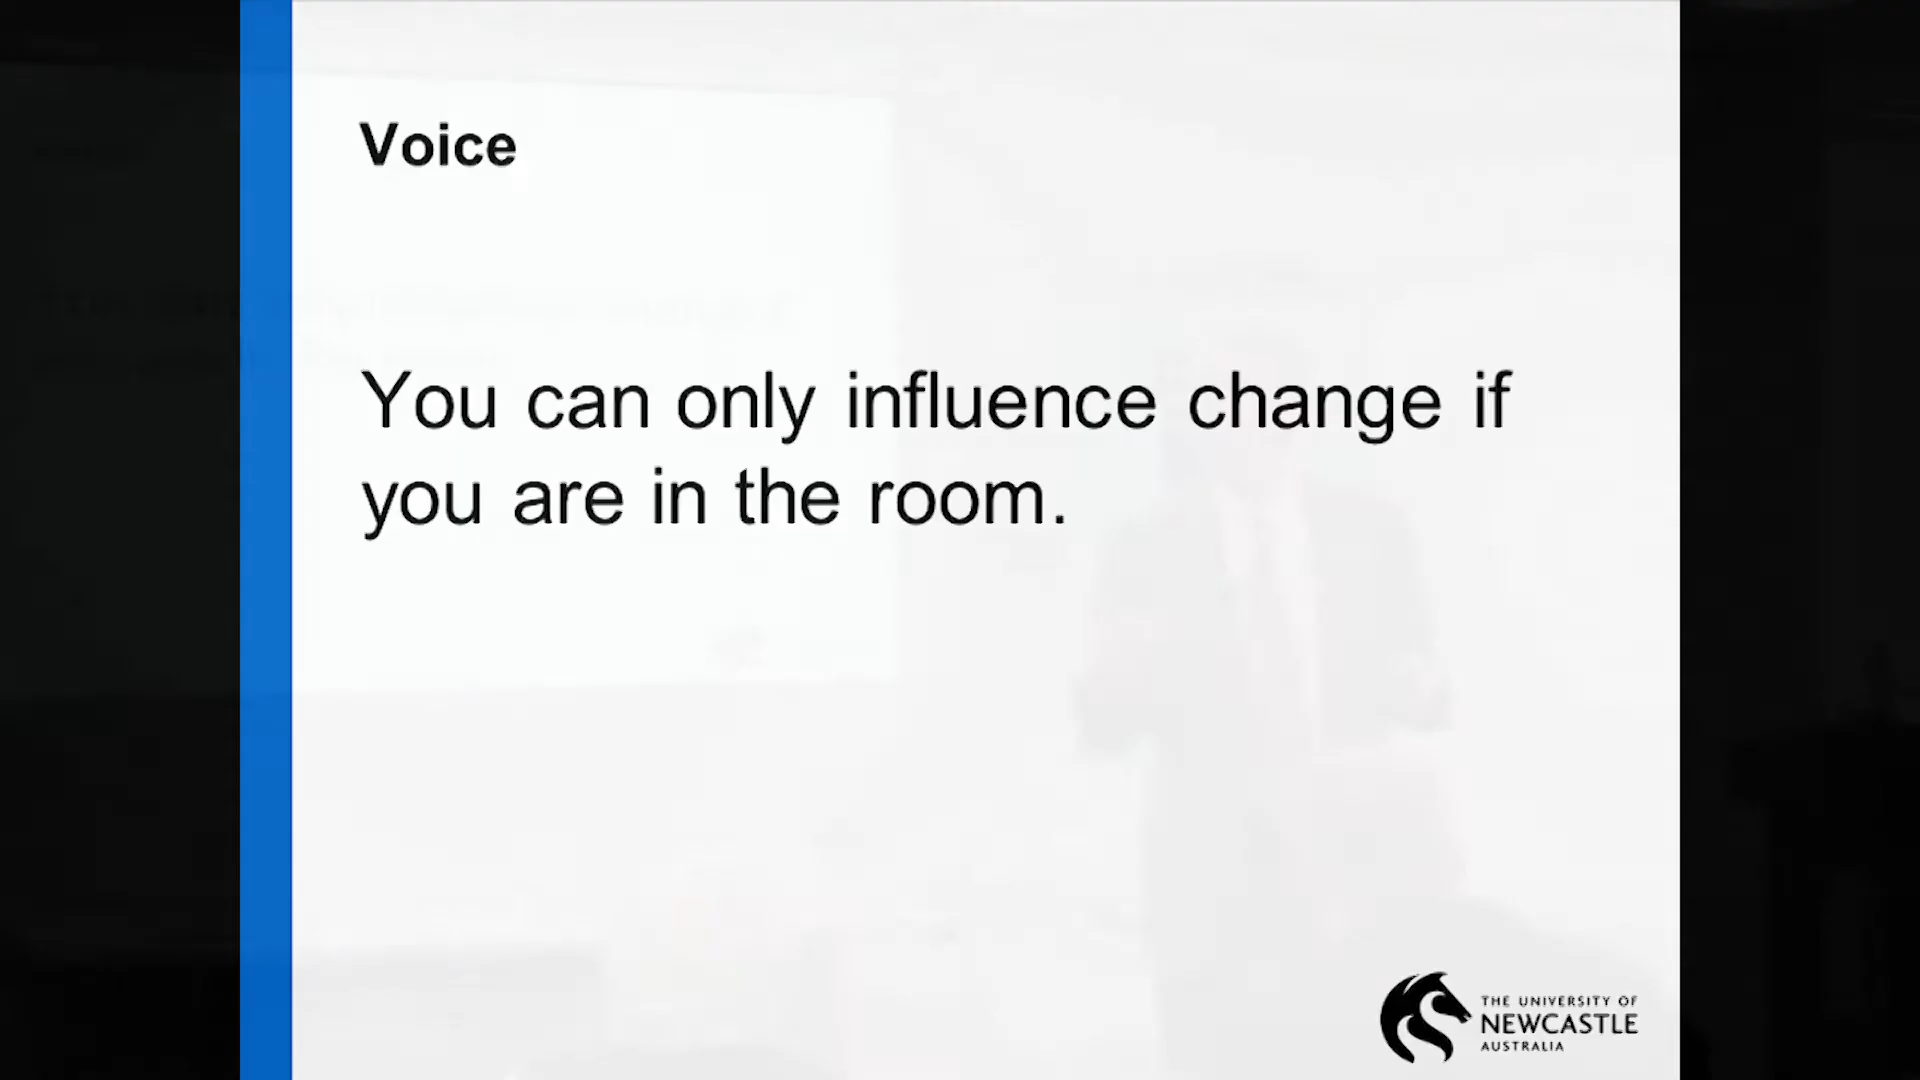 Voice
You can only influence change if
you are in the room.
THE UNIVERSITY OF
NEWCASTLE
AUSTRALIA